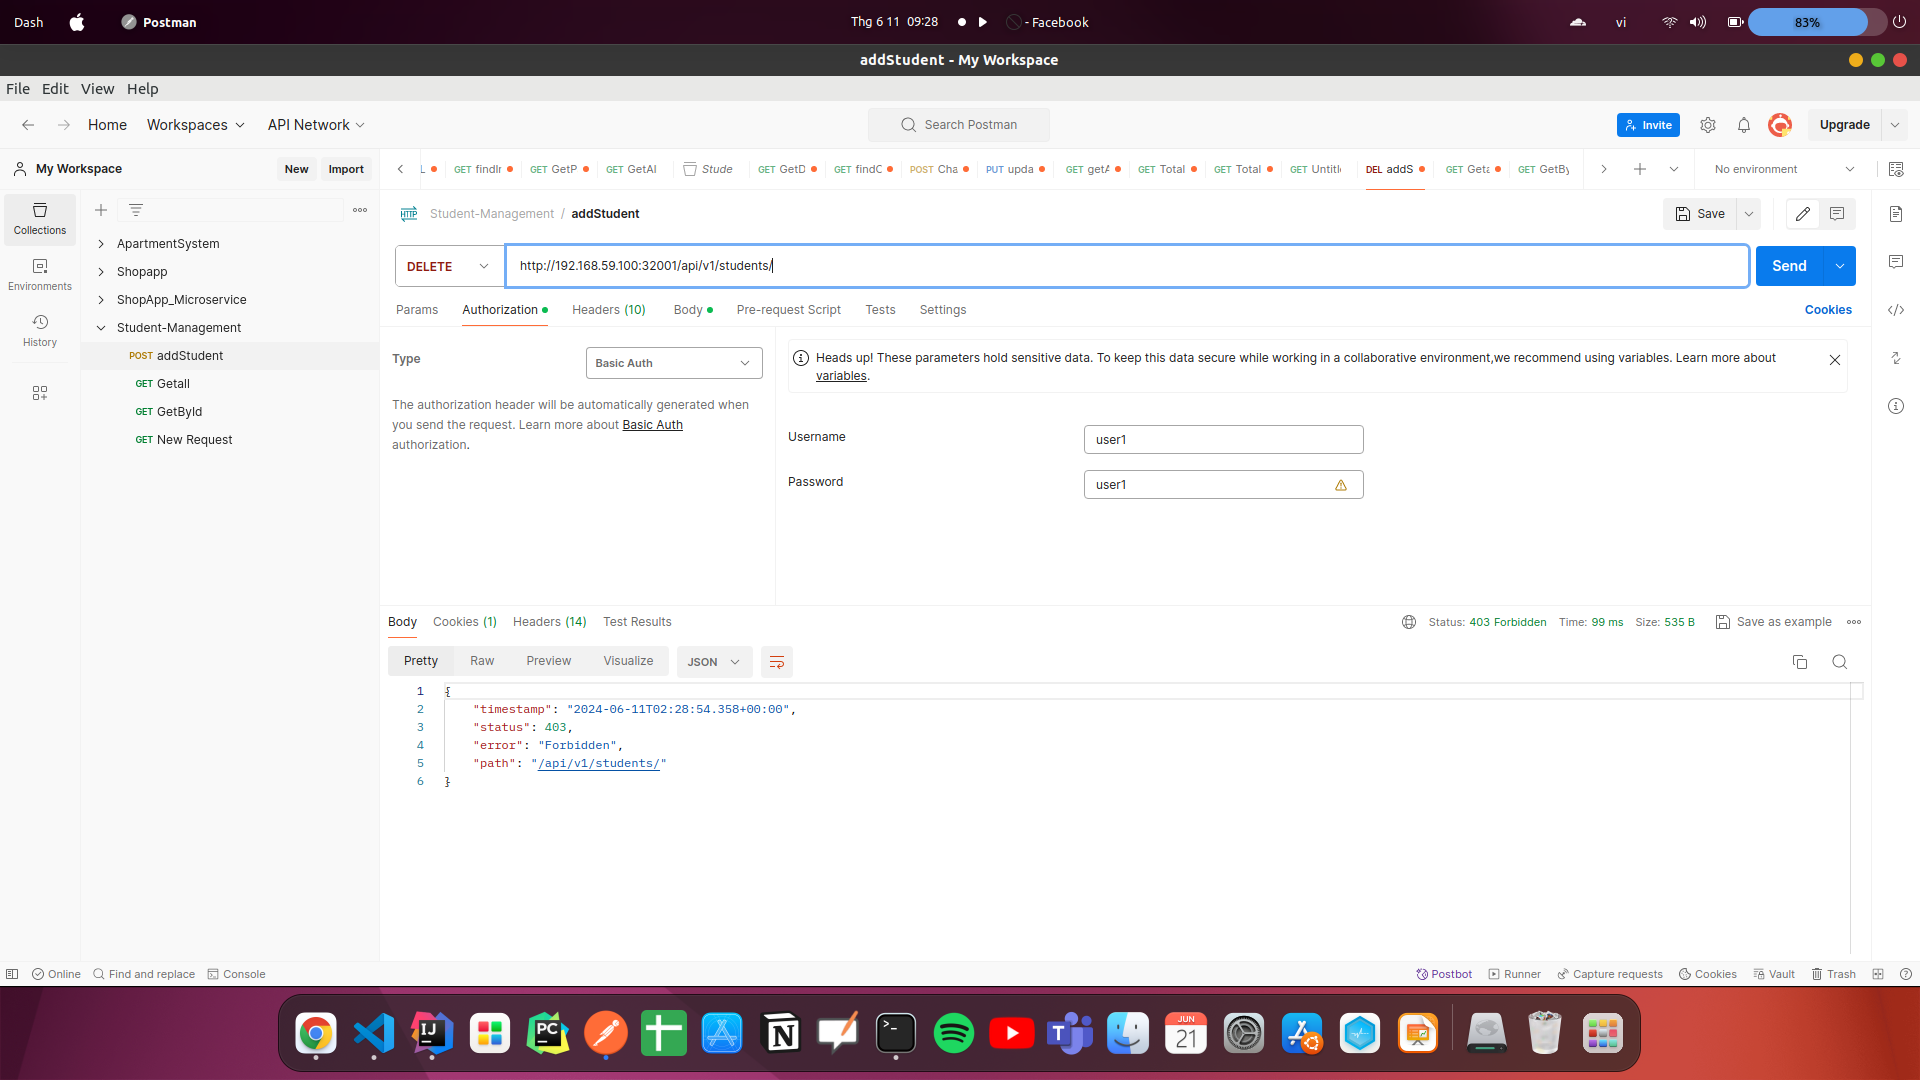 Dash
Postman
Thg 6 11 09:28
- Facebook
vi
83%
addStudent - My Workspace
File Edit View Help
Home
Workspaces
API Network
Search Postman
Invite
Upgrade
My Workspace
New
Import
L
GET findIr
GET GetP
GET GetAl
Stude
GET GetD
GET findC
POST Cha
PUT upda
GET getA
GET Total
GET Total
GET Untitle
DEL addS
GET Geta
GET GetBy
No environment
Collections
Environments
History
ApartmentSystem
Shopapp
ShopApp_Microservice
Student-Management
POST addStudent
GET Getall
GET GetById
GET New Request
HTTP
Student-Management / addStudent
Save
DELETE
http://192.168.59.100:32001/api/v1/students/
Send
Params
Authorization
Headers (10)
Body
Pre-request Script
Tests
Settings
Cookies
Type
Basic Auth
The authorization header will be automatically generated when
you send the request. Learn more about Basic Auth
authorization.
Heads up! These parameters hold sensitive data. To keep this data secure while working in a collaborative environment,we recommend using variables. Learn more about
variables.
Username
user1
Password
user1
Body
Cookies (1)
Headers (14)
Test Results
Status: 403 Forbidden
Time: 99 ms
Size: 535 B
Save as example
Pretty
Raw
Preview
Visualize
JSON
1 {
2 "timestamp": "2024-06-11T02:28:54.358+00:00",
3 "status": 403,
4 "error": "Forbidden",
5 "path": "/api/v1/students/"
6 }
Online
Find and replace
Console
Postbot
Runner
Capture requests
Cookies
Vault
Trash
IJ
PC
N
>_
T
JUN
21